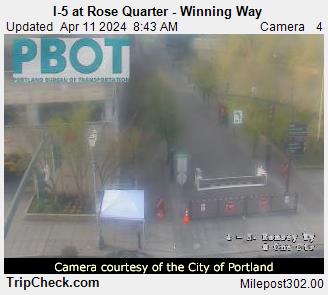 I-5 at Rose Quarter - Winning Way
Updated Apr 11 2024 8:43 AM Camera 4
PBOT
PORTLAND BUREAU OF TRANSPORTATION
Camera courtesy of the City of Portland
TripCheck.com Milepost302.00